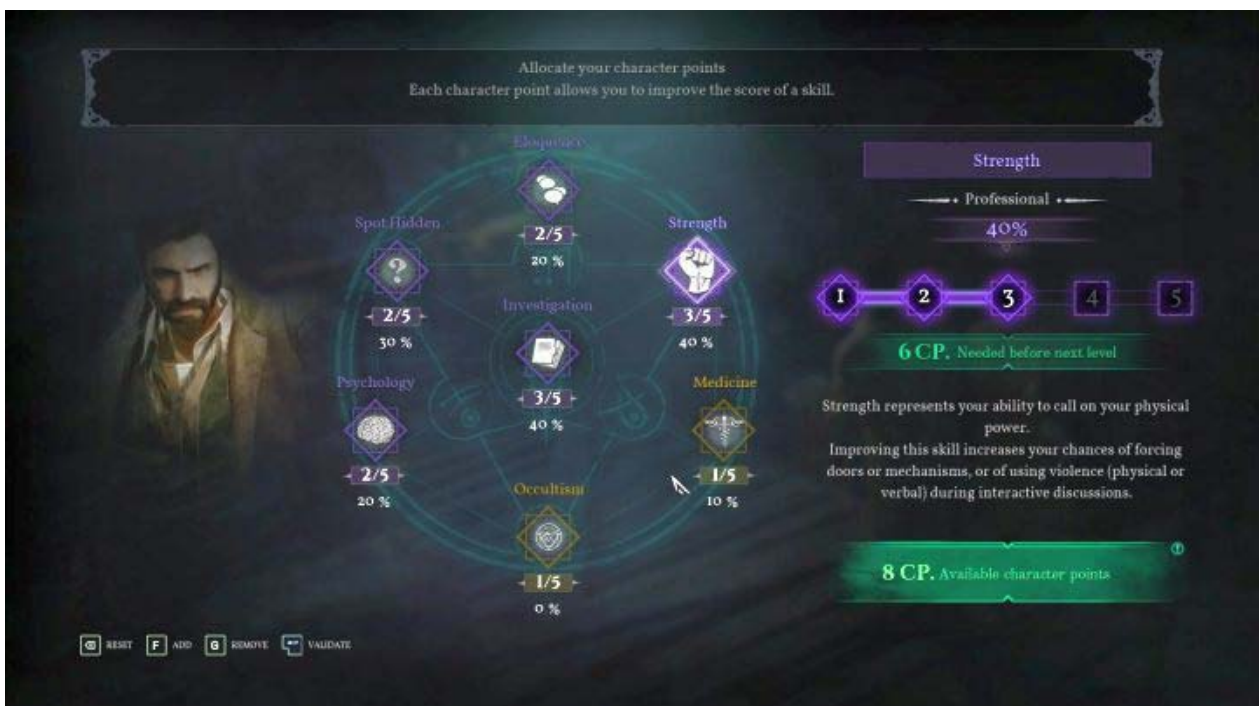 Allocate your character points
Each character point allows you to improve the score of a skill.
Eloquence
2/5
20 %
Spot Hidden
?
2/5
30 %
Strength
3/5
40 %
Investigation
3/5
40 %
Psychology
2/5
20 %
Medicine
1/5
10 %
Occultism
1/5
0 %
Strength
Professional
40%
1 2 3 4 5
6 CP. Needed before next level
Strength represents your ability to call on your physical
power.
Improving this skill increases your chances of forcing
doors or mechanisms, or of using violence (physical or
verbal) during interactive discussions.
8 CP. Available character points
RESET F ADD G REMOVE VALIDATE